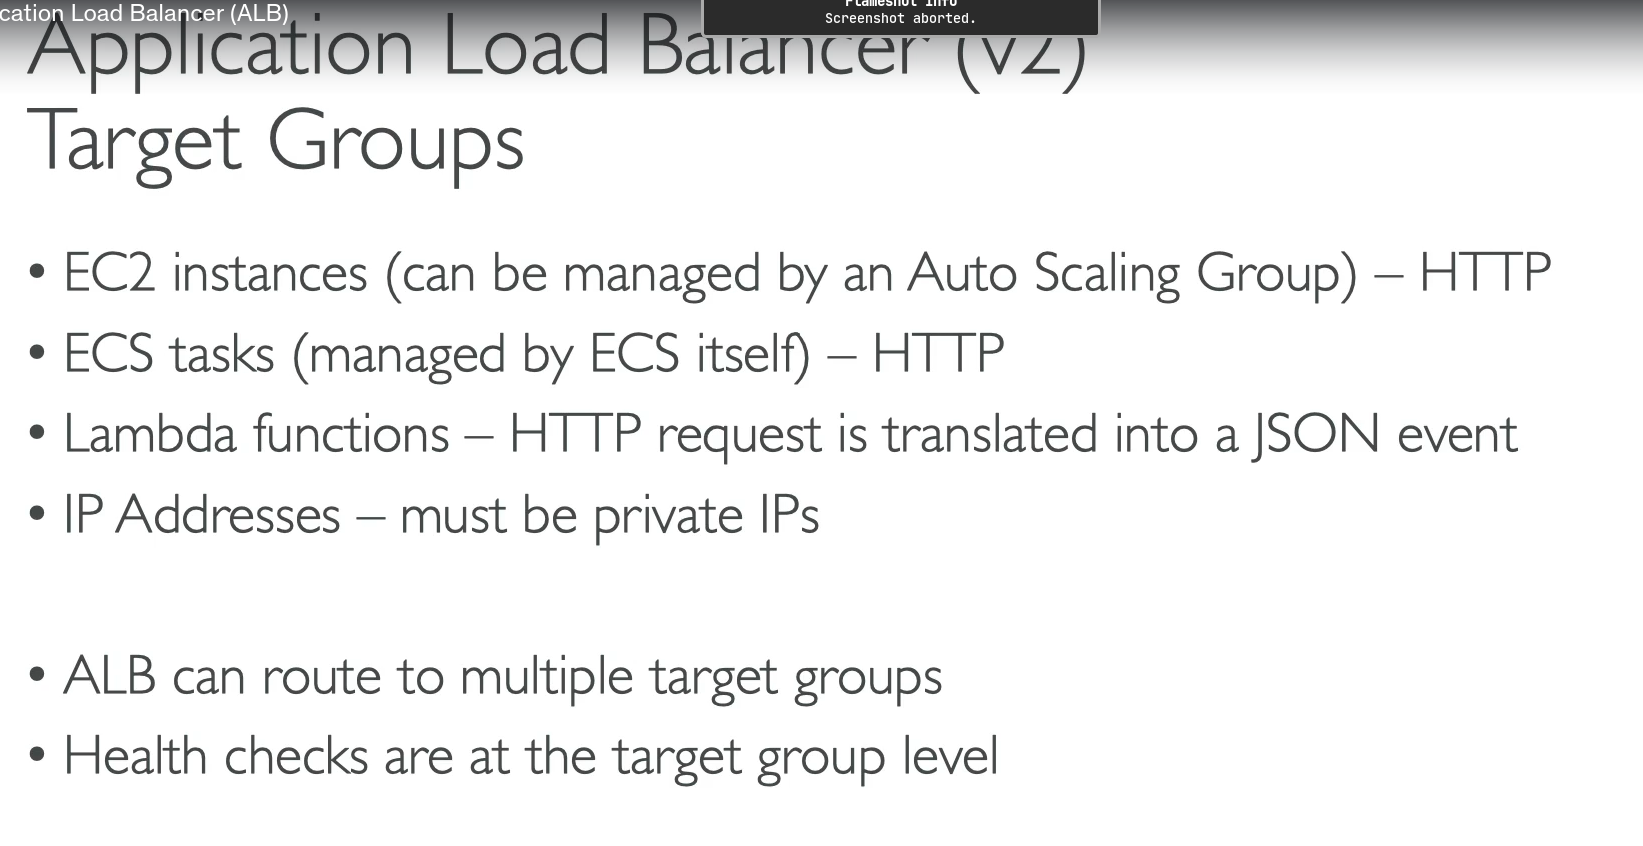 cation Load Balancer (ALB)
Flameshot Info
Screenshot aborted.
Application Load Balancer (v2)
Target Groups
• EC2 instances (can be managed by an Auto Scaling Group) – HTTP
• ECS tasks (managed by ECS itself) – HTTP
• Lambda functions – HTTP request is translated into a JSON event
• IP Addresses – must be private IPs
• ALB can route to multiple target groups
• Health checks are at the target group level